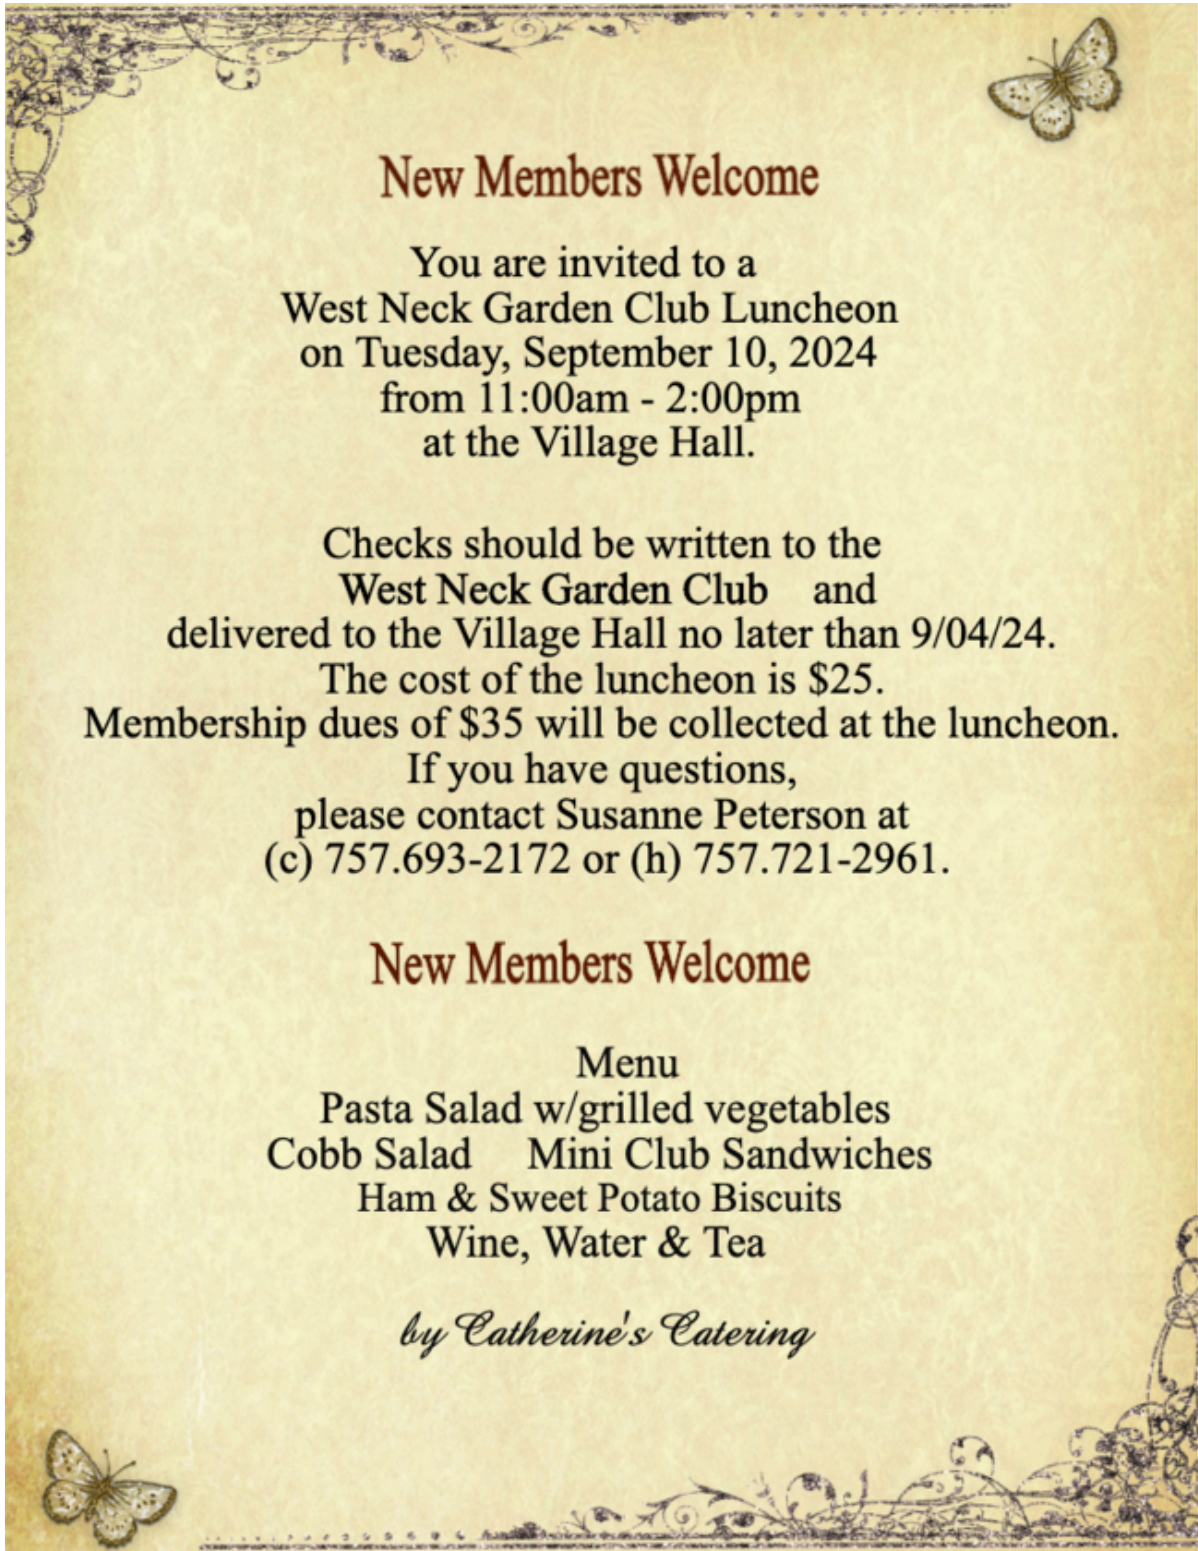 New Members Welcome
You are invited to a
West Neck Garden Club Luncheon
on Tuesday, September 10, 2024
from 11:00am - 2:00pm
at the Village Hall.
Checks should be written to the
West Neck Garden Club and
delivered to the Village Hall no later than 9/04/24.
The cost of the luncheon is $25.
Membership dues of $35 will be collected at the luncheon.
If you have questions,
please contact Susanne Peterson at
(c) 757.693-2172 or (h) 757.721-2961.
New Members Welcome
Menu
Pasta Salad w/grilled vegetables
Cobb Salad Mini Club Sandwiches
Ham & Sweet Potato Biscuits
Wine, Water & Tea
by Catherine's Catering